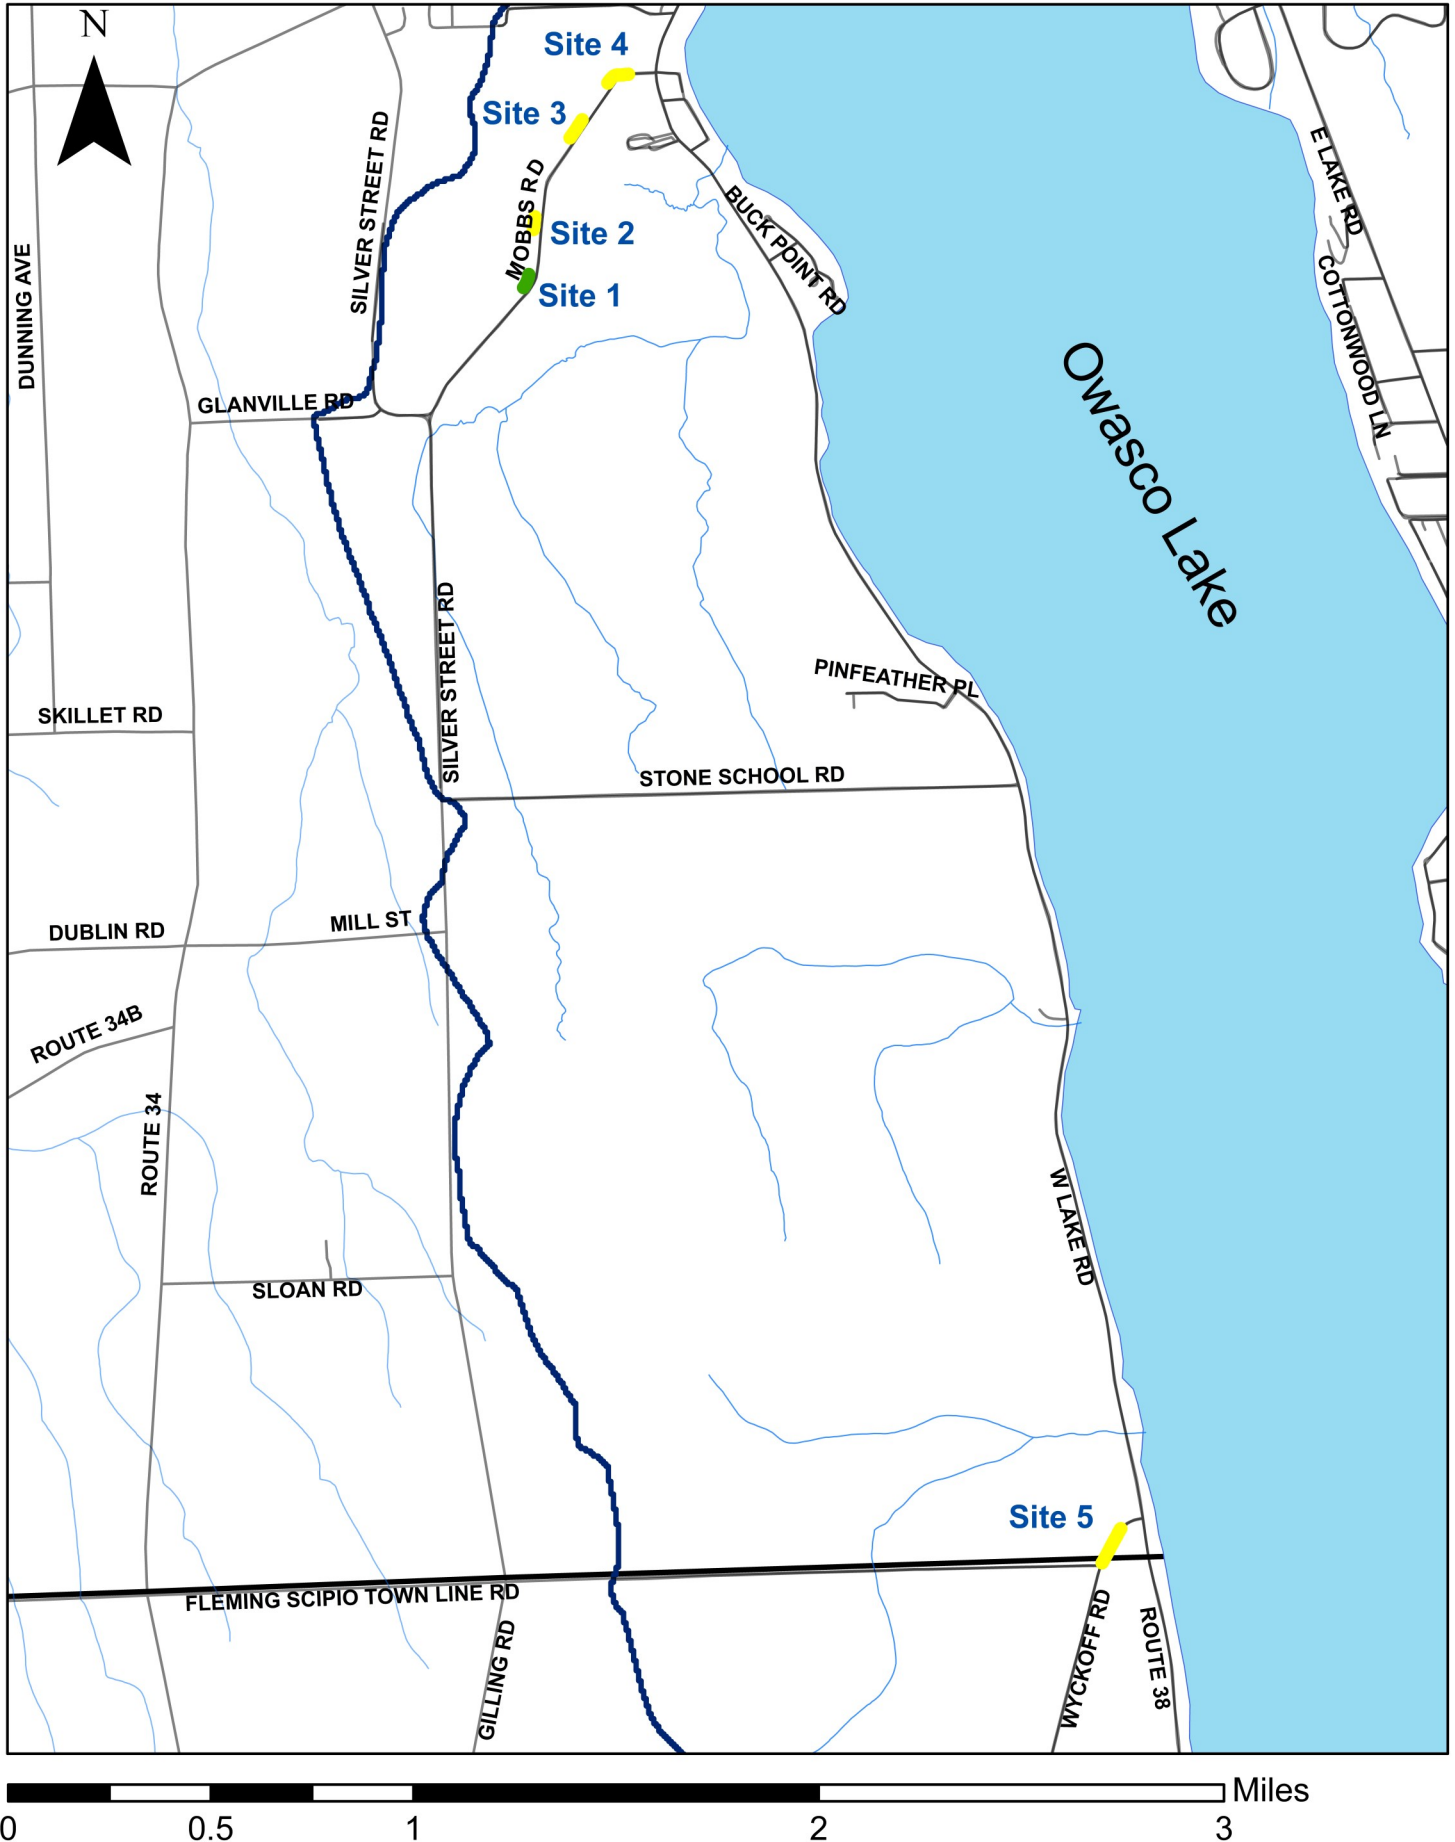 N
Site 4
Site 3
SILVER STREET RD
MOBBS RD
Site 2
Site 1
BUCK POINT RD
E LAKE RD
COTTONWOOD LN
DUNNING AVE
GLANVILLE RD
Owasco Lake
SILVER STREET RD
PINFEATHER PL
SKILLET RD
STONE SCHOOL RD
DUBLIN RD
MILL ST
ROUTE 34B
ROUTE 34
W LAKE RD
SLOAN RD
Site 5
FLEMING SCIPIO TOWN LINE RD
GILLING RD
WYCKOFF RD
ROUTE 38
Miles
0 0.5 1 2 3